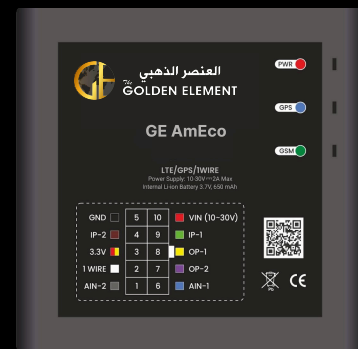 العنصر الذهبي
The
GOLDEN ELEMENT
PWR
GPS
GSM
GE AmEco
LTE/GPS/1WIRE
Power Supply: 10-30V⎓2A Max
Internal Li-ion Battery 3.7V, 650 mAh
GND 5 10 VIN (10-30V)
IP-2 4 9 IP-1
3.3V 3 8 OP-1
1 WIRE 2 7 OP-2
AIN-2 1 6 AIN-1
Pb
CE